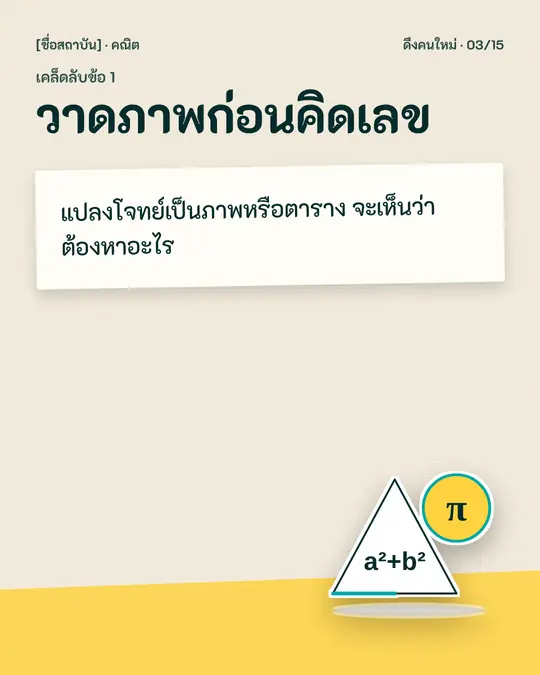 [ชื่อสถาบัน] · คณิต
ดึงคนใหม่ · 03/15
เคล็ดลับข้อ 1
วาดภาพก่อนคิดเลข
แปลงโจทย์เป็นภาพหรือตาราง จะเห็นว่า
ต้องหาอะไร
π
a²+b²